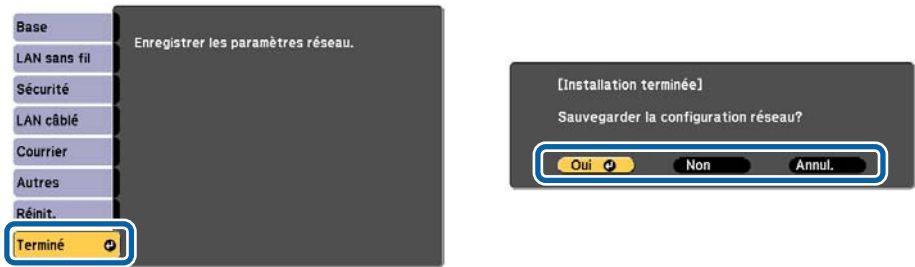 Base
LAN sans fil
Sécurité
LAN câblé
Courrier
Autres
Réinit.
Terminé
Enregistrer les paramètres réseau.
[Installation terminée]
Sauvegarder la configuration réseau?
Oui Non Annul.